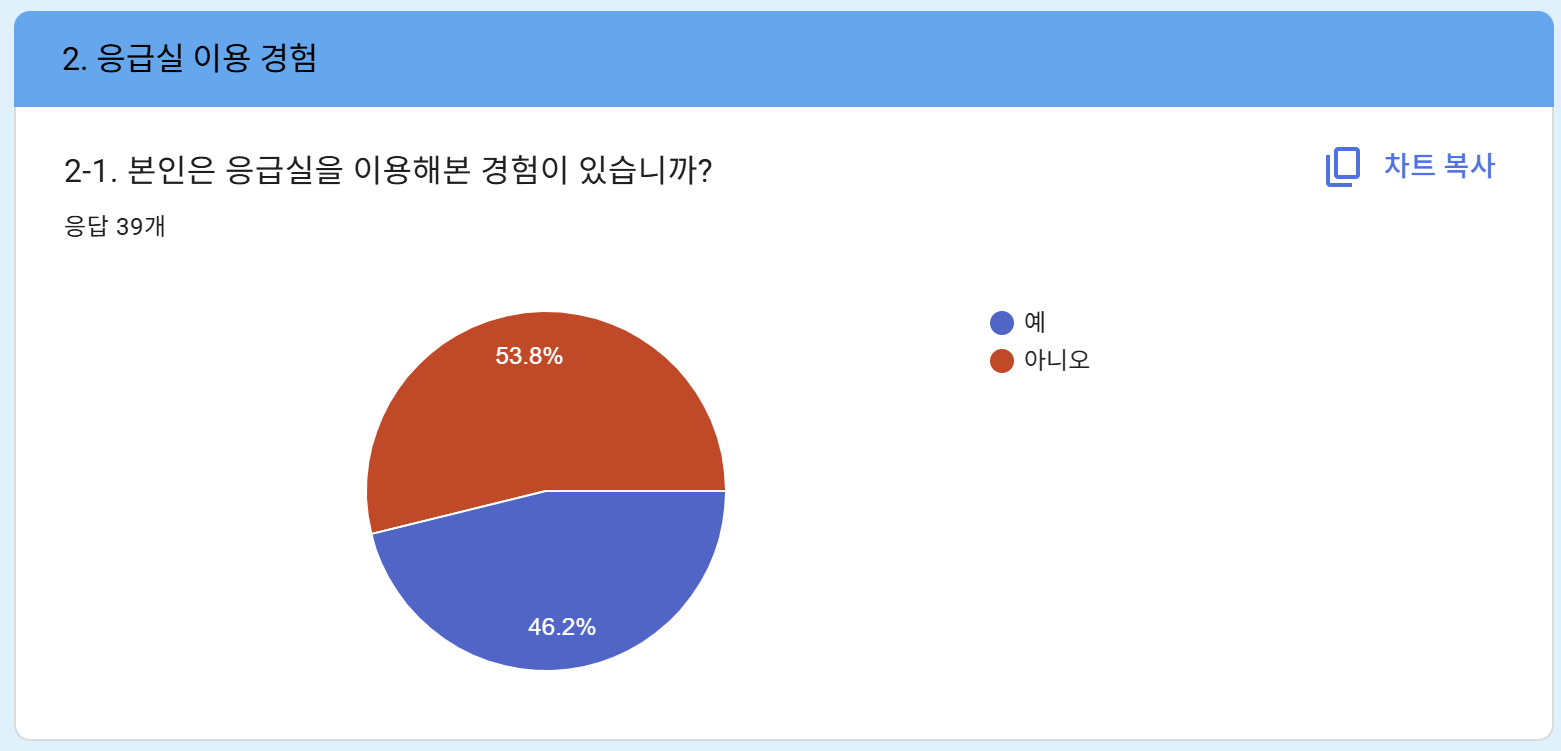 2. 응급실 이용 경험
2-1. 본인은 응급실을 이용해본 경험이 있습니까?
차트 복사
응답 39개
예
아니오
53.8%
46.2%